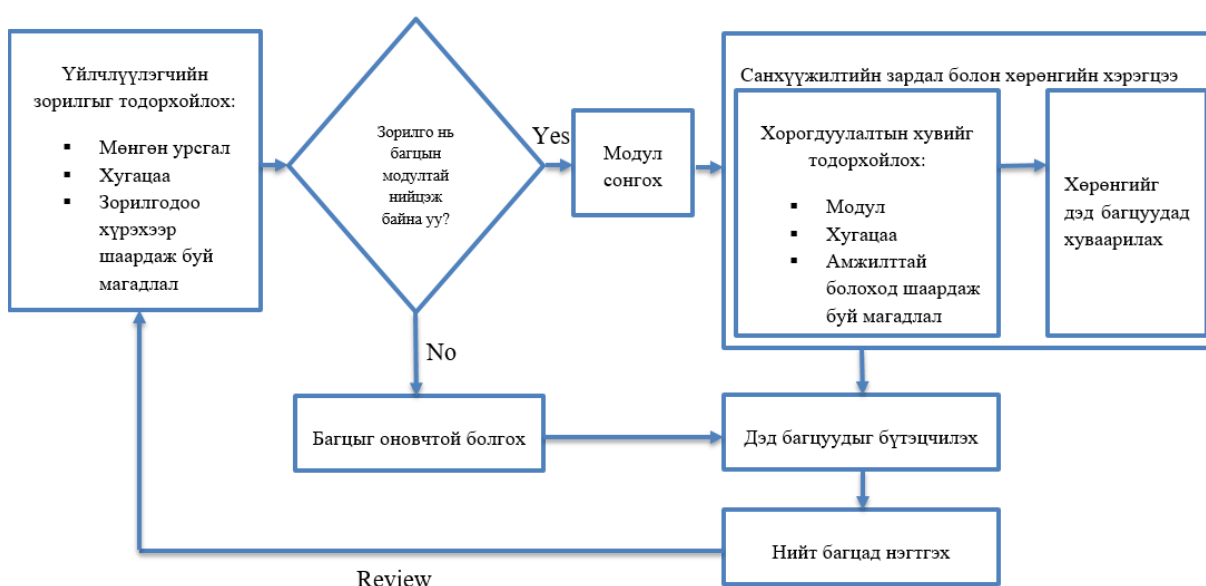 Үйлчлүүлэгчийн
зорилгыг тодорхойлох:
▪ Мөнгөн урсгал
▪ Хугацаа
▪ Зорилгодоо
хүрэхээр
шаардаж буй
магадлал
Зорилго нь
багцын
модултай
нийцэж
байна уу?
Yes
Модул
сонгох
Санхүүжилтийн зардал болон хөрөнгийн хэрэгцээ
Хорогдуулалтын хувийг
тодорхойлох:
▪ Модул
▪ Хугацаа
▪ Амжилттай
болоход шаардаж
буй магадлал
Хөрөнгийг
дэд багцуудад
хуваарилах
No
Багцыг оновчтой болгох
Дэд багцуудыг бүтэцчилэх
Нийт багцад нэгтгэх
Review